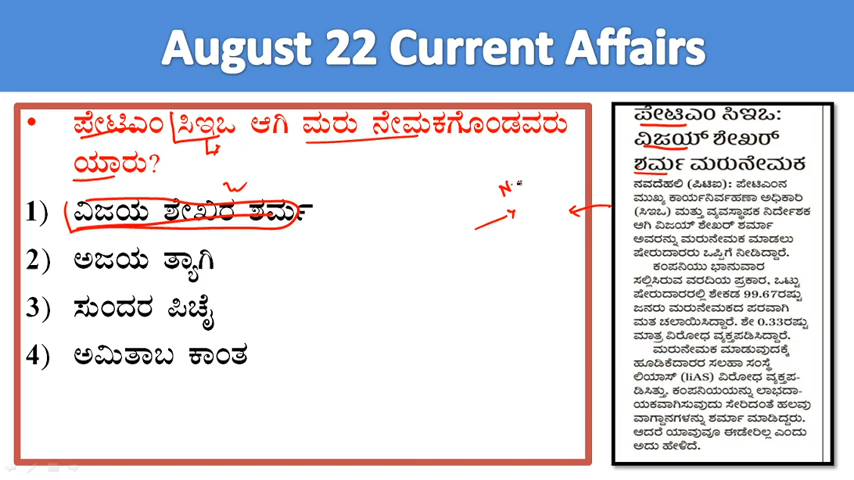 August 22 Current Affairs
• ಪೇಟಿಎಂ ಸಿಇಒ ಆಗಿ ಮರು ನೇಮಕಗೊಂಡವರು
ಯಾರು?
1) ವಿಜಯ ಶೇಖರ ಶರ್ಮ
2) ಅಜಯ ತ್ಯಾಗಿ
3) ಸುಂದರ ಪಿಚೈ
4) ಅಮಿತಾಬ ಕಾಂತ
ಪೇಟಿಎಂ ಸಿಇಒ:
ವಿಜಯ್ ಶೇಖರ್
ಶರ್ಮ ಮರುನೇಮಕ
ನವದೆಹಲಿ (ಪಿಟಿಐ): ಪೇಟಿಎಂನ
ಮುಖ್ಯ ಕಾರ್ಯನಿರ್ವಹಣಾ ಅಧಿಕಾರಿ
(ಸಿಇಒ) ಮತ್ತು ವ್ಯವಸ್ಥಾಪಕ ನಿರ್ದೇಶಕ
ಆಗಿ ವಿಜಯ್ ಶೇಖರ್ ಶರ್ಮಾ
ಅವರನ್ನು ಮರುನೇಮಕ ಮಾಡಲು
ಷೇರುದಾರರು ಒಪ್ಪಿಗೆ ನೀಡಿದ್ದಾರೆ.
ಕಂಪನಿಯು ಭಾನುವಾರ
ಸಲ್ಲಿಸಿರುವ ವರದಿಯ ಪ್ರಕಾರ, ಒಟ್ಟು
ಷೇರುದಾರರಲ್ಲಿ ಶೇಕಡ 99.67ರಷ್ಟು
ಜನರು ಮರುನೇಮಕದ ಪರವಾಗಿ
ಮತ ಚಲಾಯಿಸಿದ್ದಾರೆ. ಶೇ 0.33ರಷ್ಟು
ಮಾತ್ರ ವಿರೋಧ ವ್ಯಕ್ತಪಡಿಸಿದ್ದಾರೆ.
ಮರುನೇಮಕ ಮಾಡುವುದಕ್ಕೆ
ಹೂಡಿಕೆದಾರರ ಸಲಹಾ ಸಂಸ್ಥೆ
ಲಿಯಾಸ್ (liAS) ವಿರೋಧ ವ್ಯಕ್ತಪ-
ಡಿಸಿತ್ತು. ಕಂಪನಿಯಯನ್ನು ಲಾಭದಾ-
ಯಕವಾಗಿಸುವುದು ಸೇರಿದಂತೆ ಹಲವು
ವಾಗ್ದಾನಗಳನ್ನು ಶರ್ಮಾ ಮಾಡಿದ್ದರು.
ಆದರೆ ಯಾವುವೂ ಈಡೇರಿಲ್ಲ ಎಂದು
ಅದು ಹೇಳಿದೆ.